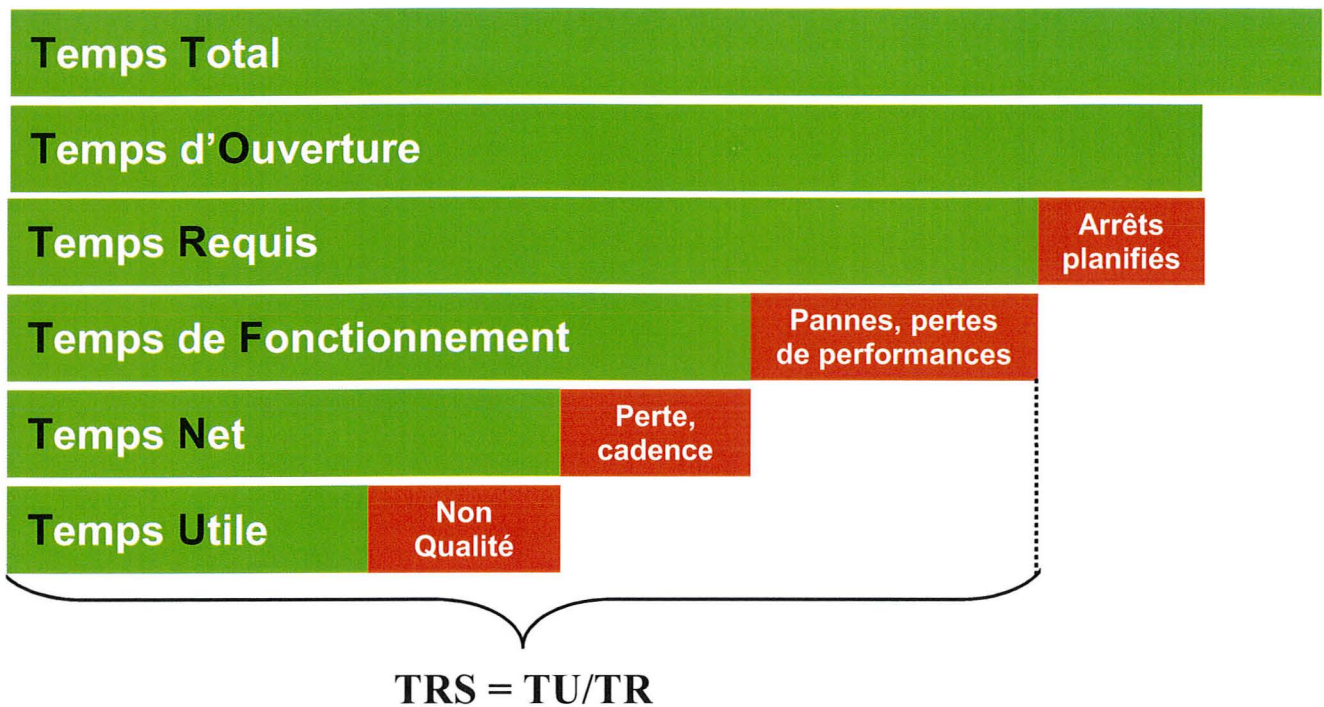 Temps Total
Temps d'Ouverture
Temps Requis
Arrêts
planifiés
Temps de Fonctionnement
Pannes, pertes
de performances
Temps Net
Perte,
cadence
Temps Utile
Non
Qualité
TRS = TU/TR